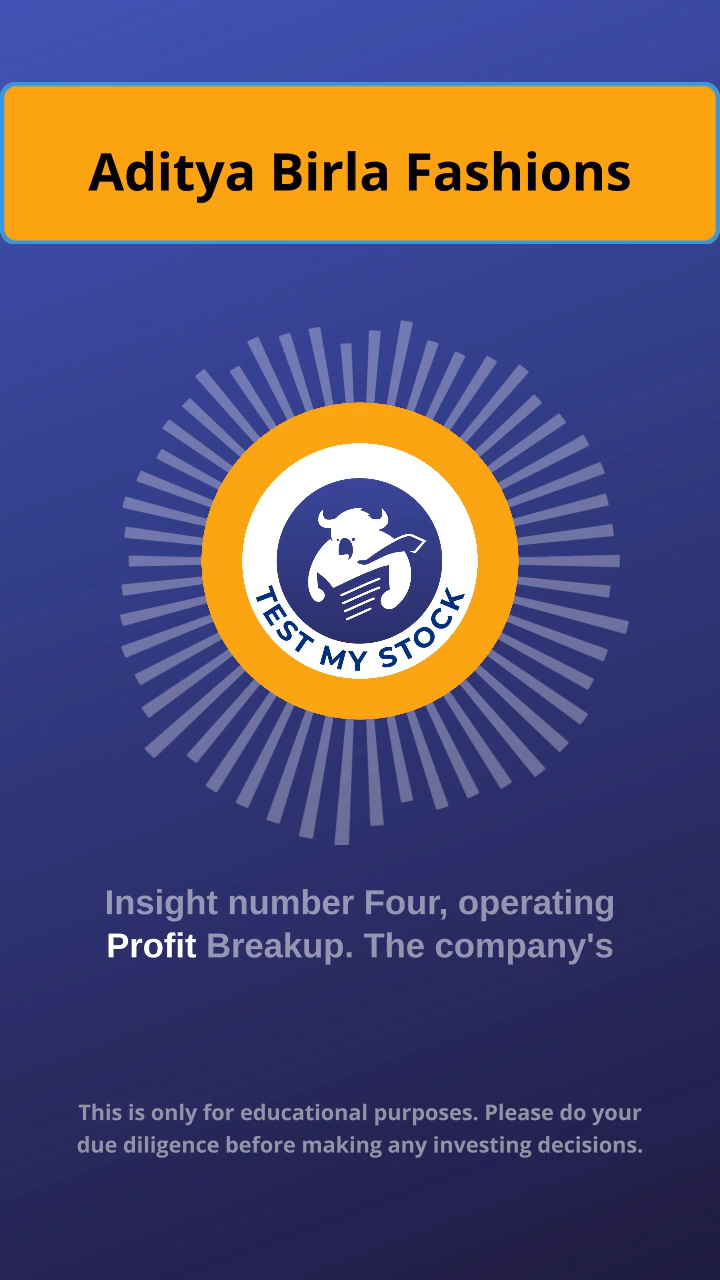 Aditya Birla Fashions
TEST MY STOCK
Insight number Four, operating
Profit Breakup. The company's
This is only for educational purposes. Please do your
due diligence before making any investing decisions.